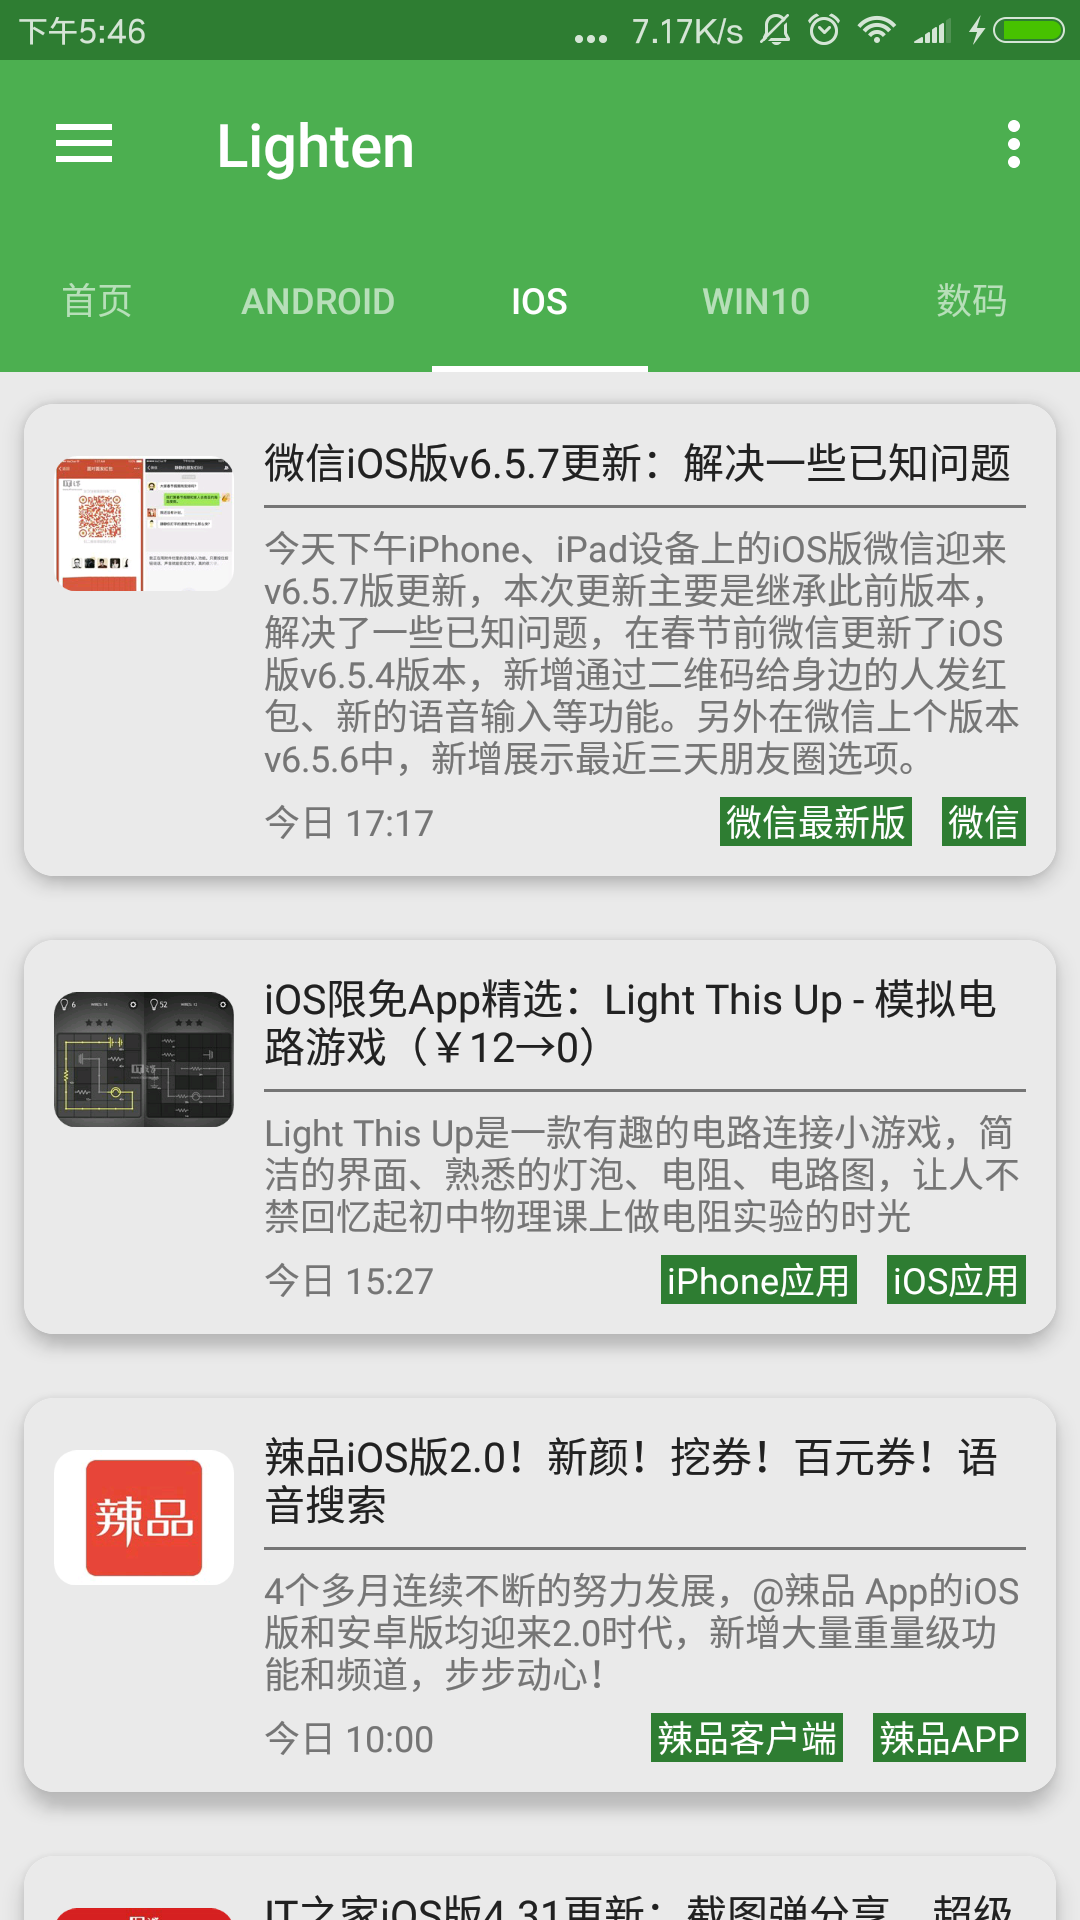 下午5:46
... 7.17K/s
Lighten
首页 ANDROID IOS WIN10 数码
微信iOS版v6.5.7更新：解决一些已知问题
今天下午iPhone、iPad设备上的iOS版微信迎来
v6.5.7版更新，本次更新主要是继承此前版本，
解决了一些已知问题，在春节前微信更新了iOS
版v6.5.4版本，新增通过二维码给身边的人发红
包、新的语音输入等功能。另外在微信上个版本
v6.5.6中，新增展示最近三天朋友圈选项。
今日 17:17 微信最新版 微信
iOS限免App精选：Light This Up - 模拟电
路游戏（￥12→0）
6 52
Light This Up是一款有趣的电路连接小游戏，简
洁的界面、熟悉的灯泡、电阻、电路图，让人不
禁回忆起初中物理课上做电阻实验的时光
今日 15:27 iPhone应用 iOS应用
辣品iOS版2.0！新颜！挖券！百元券！语
音搜索
辣品
4个多月连续不断的努力发展，@辣品 App的iOS
版和安卓版均迎来2.0时代，新增大量重量级功
能和频道，步步动心！
今日 10:00 辣品客户端 辣品APP
IT之家iOS版4.31更新：截图弹分享，超级